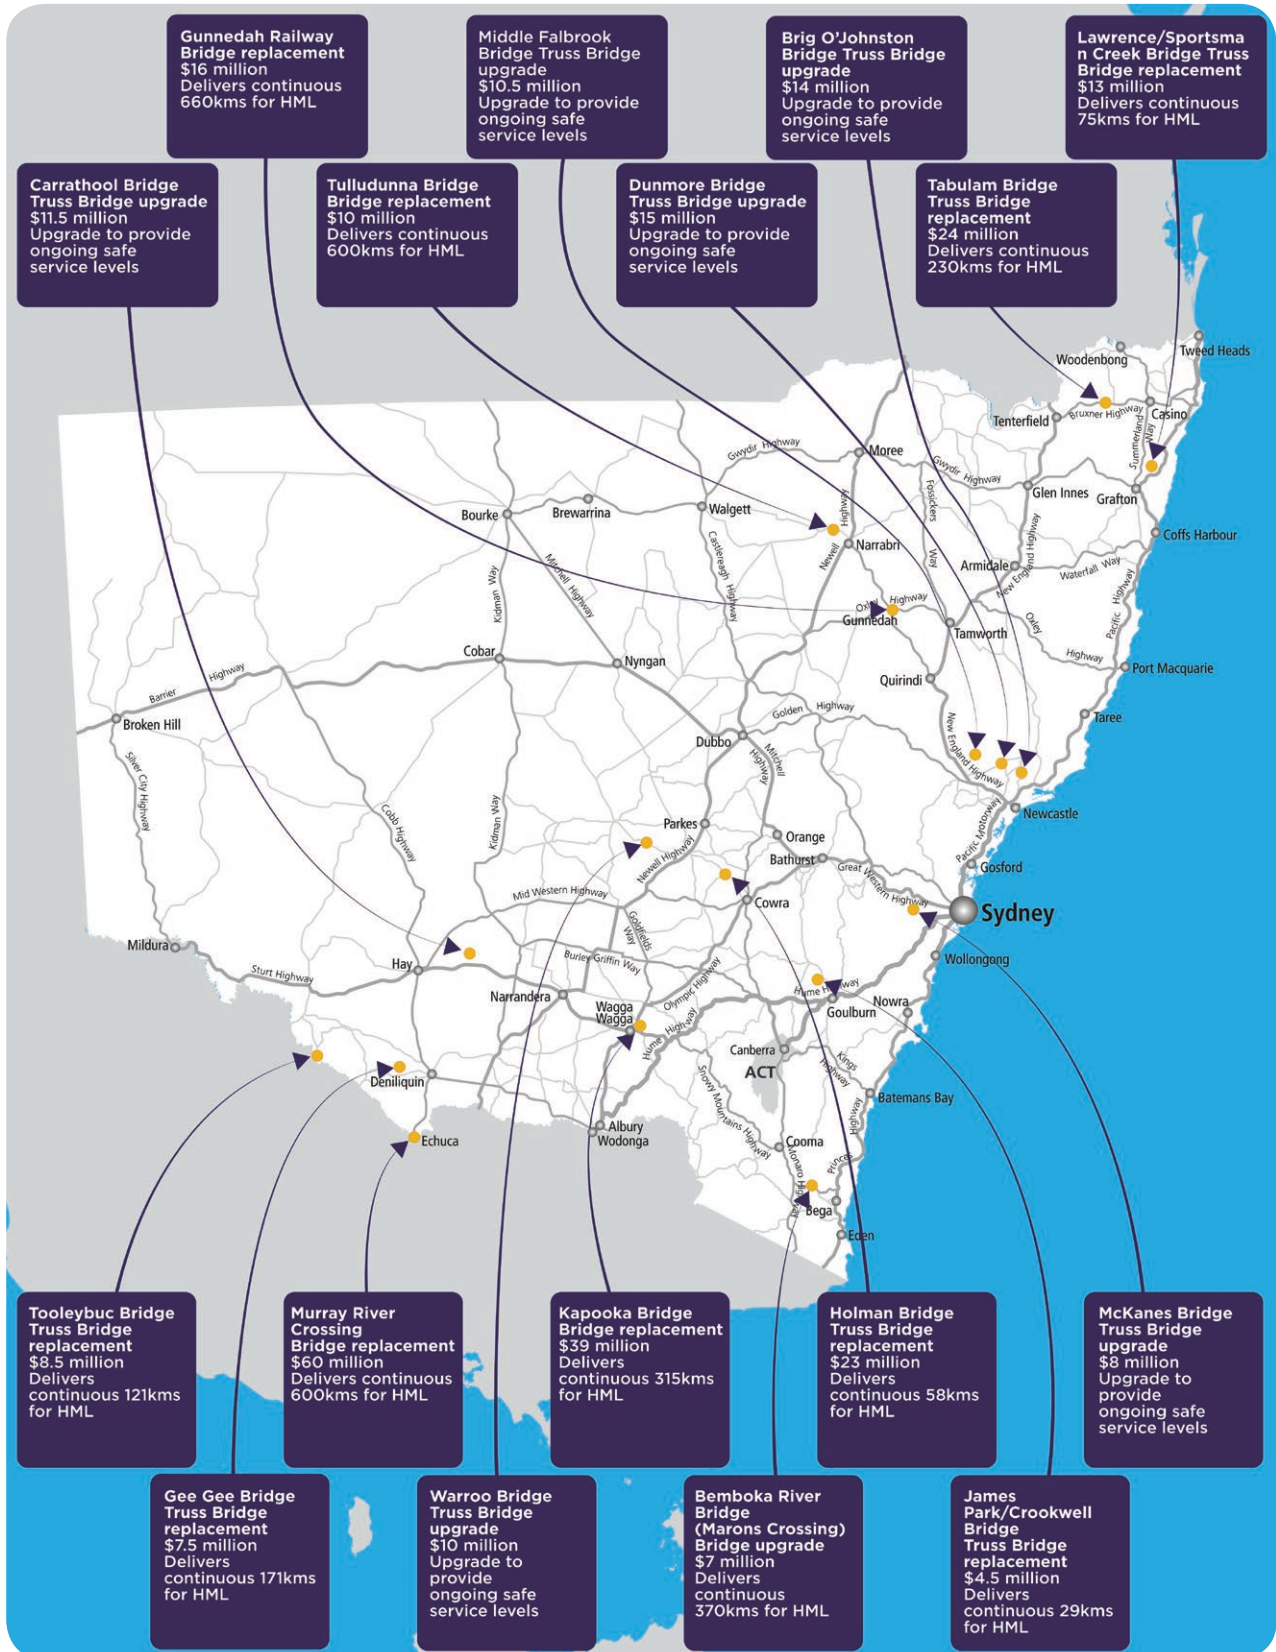 Gunnedah Railway
Bridge replacement
$16 million
Delivers continuous
660kms for HML
Middle Falbrook
Bridge Truss Bridge
upgrade
$10.5 million
Upgrade to provide
ongoing safe
service levels
Brig O'Johnston
Bridge Truss Bridge
upgrade
$14 million
Upgrade to provide
ongoing safe
service levels
Lawrence/Sportsma
n Creek Bridge Truss
Bridge replacement
$13 million
Delivers continuous
75kms for HML
Carrathool Bridge
Truss Bridge upgrade
$11.5 million
Upgrade to provide
ongoing safe
service levels
Tulludunna Bridge
Bridge replacement
$10 million
Delivers continuous
600kms for HML
Dunmore Bridge
Truss Bridge upgrade
$15 million
Upgrade to provide
ongoing safe
service levels
Tabulam Bridge
Truss Bridge
replacement
$24 million
Delivers continuous
230kms for HML
Woodenbong
Tweed Heads
Tenterfield
Bruxner Highway
Casino
Summerland
Way
Gwydir Highway
Moree
Gwydir Highway
Fossickers
Way
Glen Innes
Grafton
Bourke
Brewarrina
Walgett
Newell
Highway
Narrabri
Coffs Harbour
Armidale
New England Highway
Waterfall Way
Kidman Way
Mitchell Highway
Castlereagh Highway
Oxley Highway
Gunnedah
Tamworth
Oxley
Highway
Pacific Highway
Port Macquarie
Cobar
Nyngan
Quirindi
Barrier Highway
Broken Hill
Golden Highway
Taree
Dubbo
Mitchell
Highway
New England Highway
Silver City Highway
Cobb Highway
Kidman Way
Parkes
Newell Highway
Orange
Bathurst
Great Western Highway
Pacific Motorway
Newcastle
Gosford
Mid Western Highway
Cowra
Sydney
Goldfields
Way
Mildura
Sturt Highway
Hay
Burley Griffin Way
Olympic Highway
Wollongong
Narrandera
Wagga
Wagga
Hume Highway
Hume Highway
Goulburn
Nowra
Canberra
ACT
Kings
Highway
Deniliquin
Snowy Mountains Highway
Batemans Bay
Echuca
Albury
Wodonga
Cooma
Monaro Highway
Princes
Highway
Bega
Eden
Tooleybuc Bridge
Truss Bridge
replacement
$8.5 million
Delivers
continuous 121kms
for HML
Murray River
Crossing
Bridge replacement
$60 million
Delivers continuous
600kms for HML
Kapooka Bridge
Bridge replacement
$39 million
Delivers
continuous 315kms
for HML
Holman Bridge
Truss Bridge
replacement
$23 million
Delivers
continuous 58kms
for HML
McKanes Bridge
Truss Bridge
upgrade
$8 million
Upgrade to
provide
ongoing safe
service levels
Gee Gee Bridge
Truss Bridge
replacement
$7.5 million
Delivers
continuous 171kms
for HML
Warroo Bridge
Truss Bridge
upgrade
$10 million
Upgrade to
provide
ongoing safe
service levels
Bemboka River
Bridge
(Marons Crossing)
Bridge upgrade
$7 million
Delivers
continuous
370kms for HML
James
Park/Crookwell
Bridge
Truss Bridge
replacement
$4.5 million
Delivers
continuous 29kms
for HML